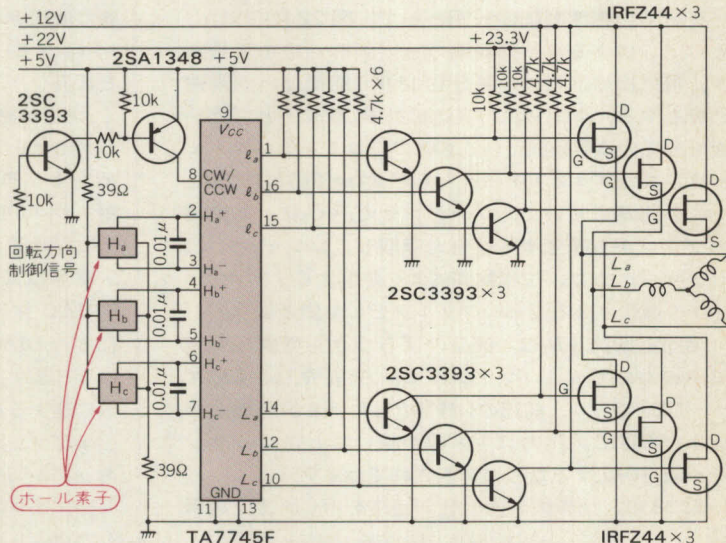 +12V
+22V
+5V
2SA1348
+5V
+23.3V
IRFZ44×3
2SC
3393
10k
10k
10k
39Ω
回転方向
制御信号
9
VCC
8
CW/
CCW
2
Ha+
3
Ha−
4
Hb+
5
Hb−
6
Hc+
7
Hc−
0.01μ
0.01μ
0.01μ
Ha
Hb
Hc
ホール素子
39Ω
GND
11
13
TA7745F
ℓa
1
ℓb
16
ℓc
15
La
14
Lb
12
Lc
10
4.7k×6
10k
10k
10k
4.7k
4.7k
4.7k
2SC3393×3
2SC3393×3
D
G
S
D
G
S
D
G
S
La
Lb
Lc
D
G
S
D
G
S
D
G
S
IRFZ44×3